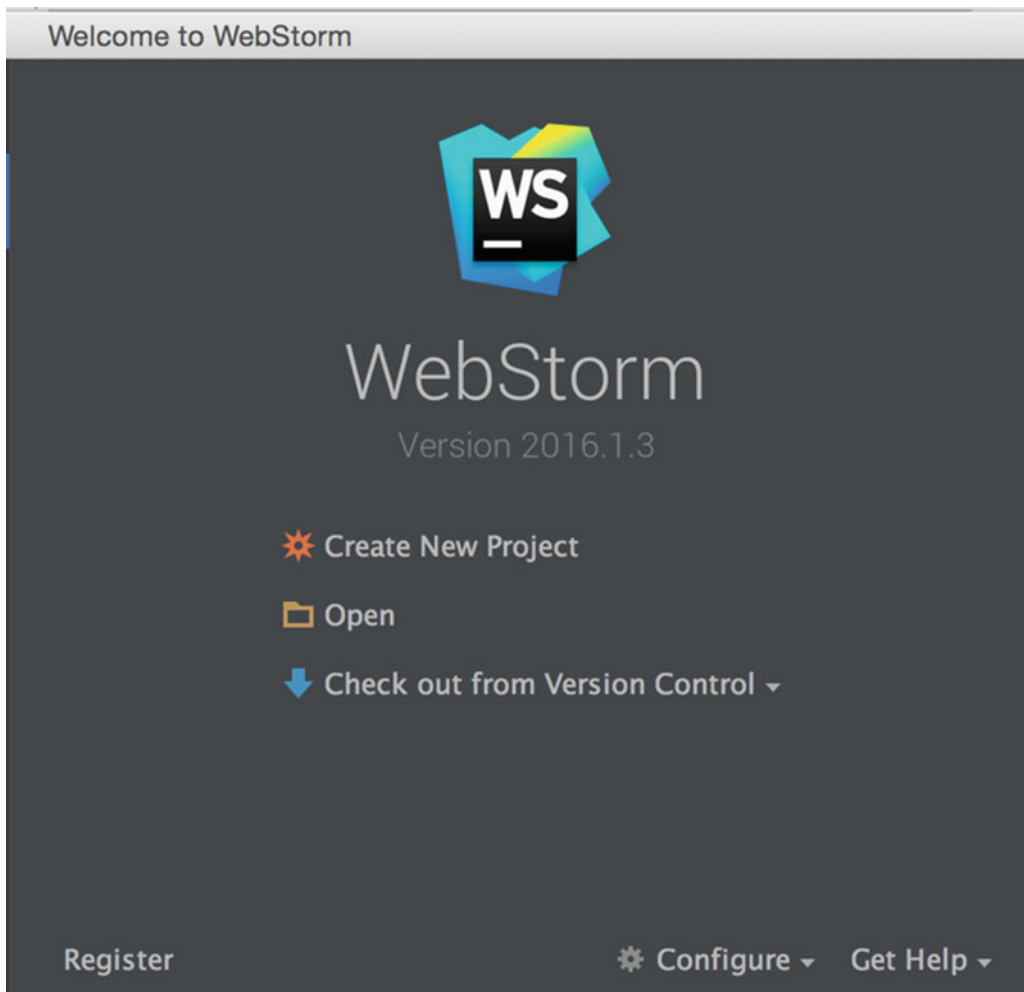 Welcome to WebStorm
WS
WebStorm
Version 2016.1.3
Create New Project
Open
Check out from Version Control
Register
Configure
Get Help